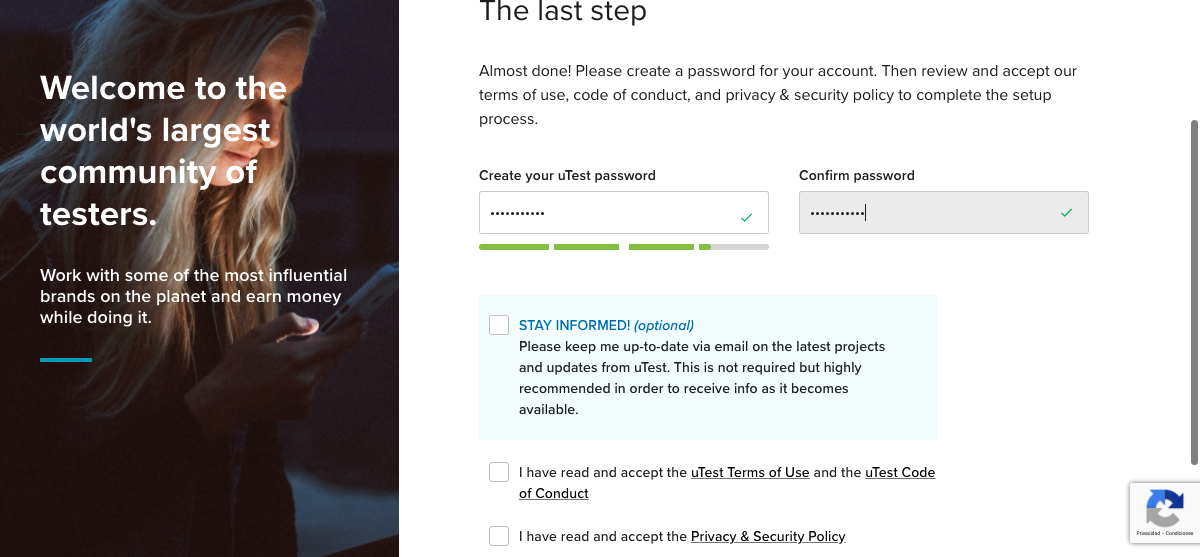 Welcome to the
world's largest
community of
testers.
Work with some of the most influential
brands on the planet and earn money
while doing it.
The last step
Almost done! Please create a password for your account. Then review and accept our
terms of use, code of conduct, and privacy & security policy to complete the setup
process.
Create your uTest password
Confirm password
•••••••••••
•••••••••••
STAY INFORMED! (optional)
Please keep me up-to-date via email on the latest projects
and updates from uTest. This is not required but highly
recommended in order to receive info as it becomes
available.
I have read and accept the uTest Terms of Use and the uTest Code
of Conduct
I have read and accept the Privacy & Security Policy
Privacidad - Condiciones